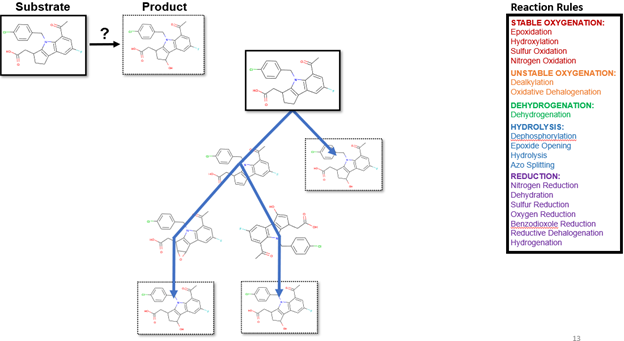 Substrate
Product
?
Reaction Rules
STABLE OXYGENATION:
Epoxidation
Hydroxylation
Sulfur Oxidation
Nitrogen Oxidation
UNSTABLE OXYGENATION:
Dealkylation
Oxidative Dehalogenation
DEHYDROGENATION:
Dehydrogenation
HYDROLYSIS:
Dephosphorylation
Epoxide Opening
Hydrolysis
Azo Splitting
REDUCTION:
Nitrogen Reduction
Dehydration
Sulfur Reduction
Oxygen Reduction
Benzodioxole Reduction
Reductive Dehalogenation
Hydrogenation
13